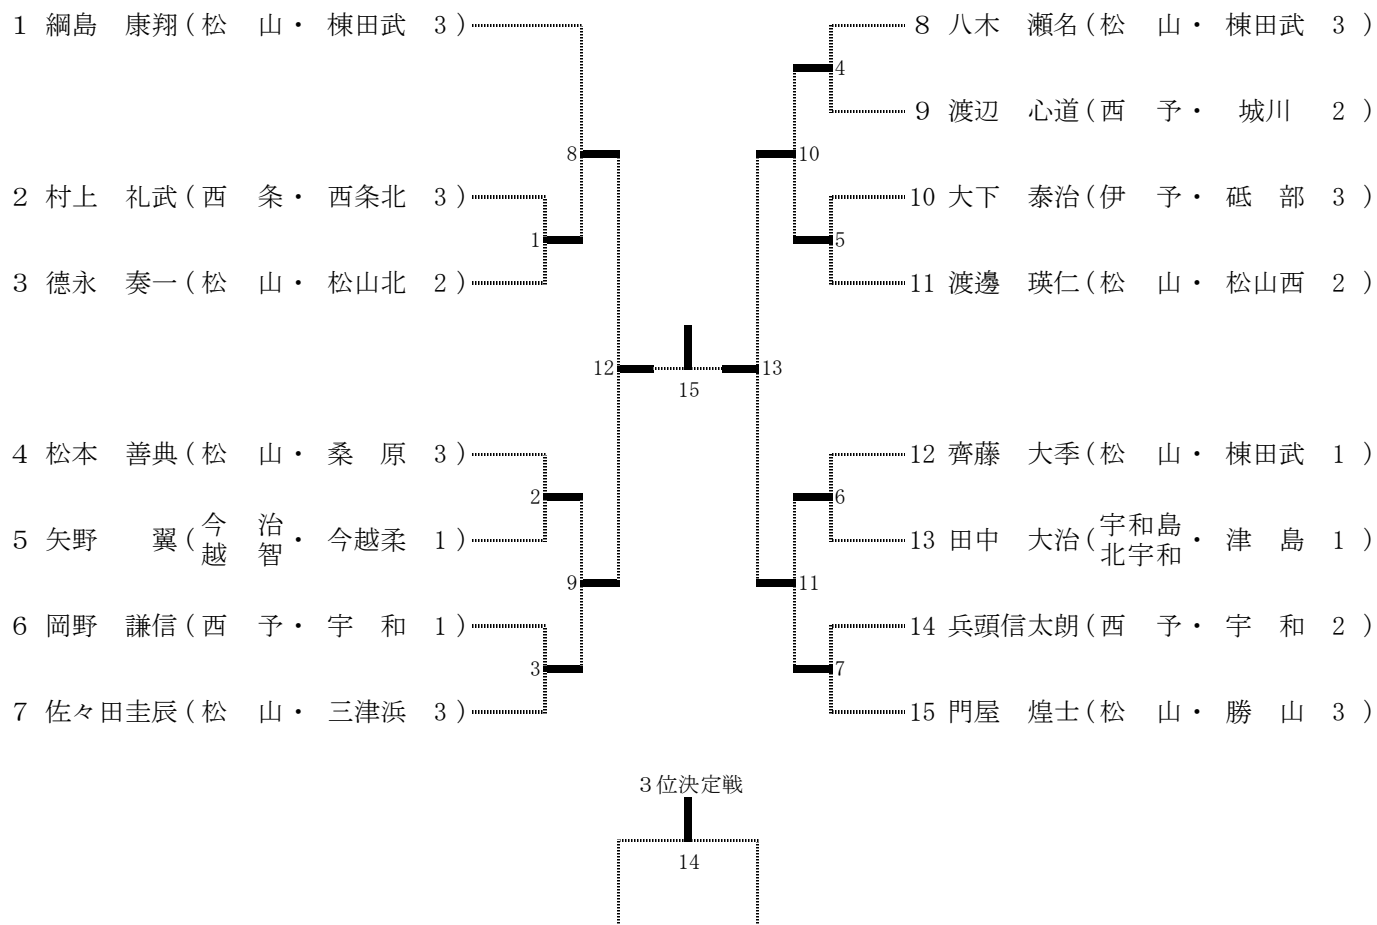 1 綱島 康翔(松 山・ 棟田武 3)
2 村上 礼武(西 条・ 西条北 3)
3 德永 奏一(松 山・ 松山北 2)
4 松本 善典(松 山・ 桑 原 3)
5 矢野 翼(今 治 越 智・ 今越柔 1)
6 岡野 謙信(西 予・ 宇 和 1)
7 佐々田圭辰(松 山・ 三津浜 3)
8
1
12
2
9
3
15
8 八木 瀬名(松 山・ 棟田武 3)
9 渡辺 心道(西 予・ 城川 2)
10 大下 泰治(伊 予・ 砥 部 3)
11 渡邊 瑛仁(松 山・ 松山西 2)
12 齊藤 大季(松 山・ 棟田武 1)
13 田中 大治(宇和島 北宇和・ 津 島 1)
14 兵頭信太朗(西 予・ 宇 和 2)
15 門屋 煌士(松 山・ 勝 山 3)
4
10
5
13
6
11
7
3位決定戦
14